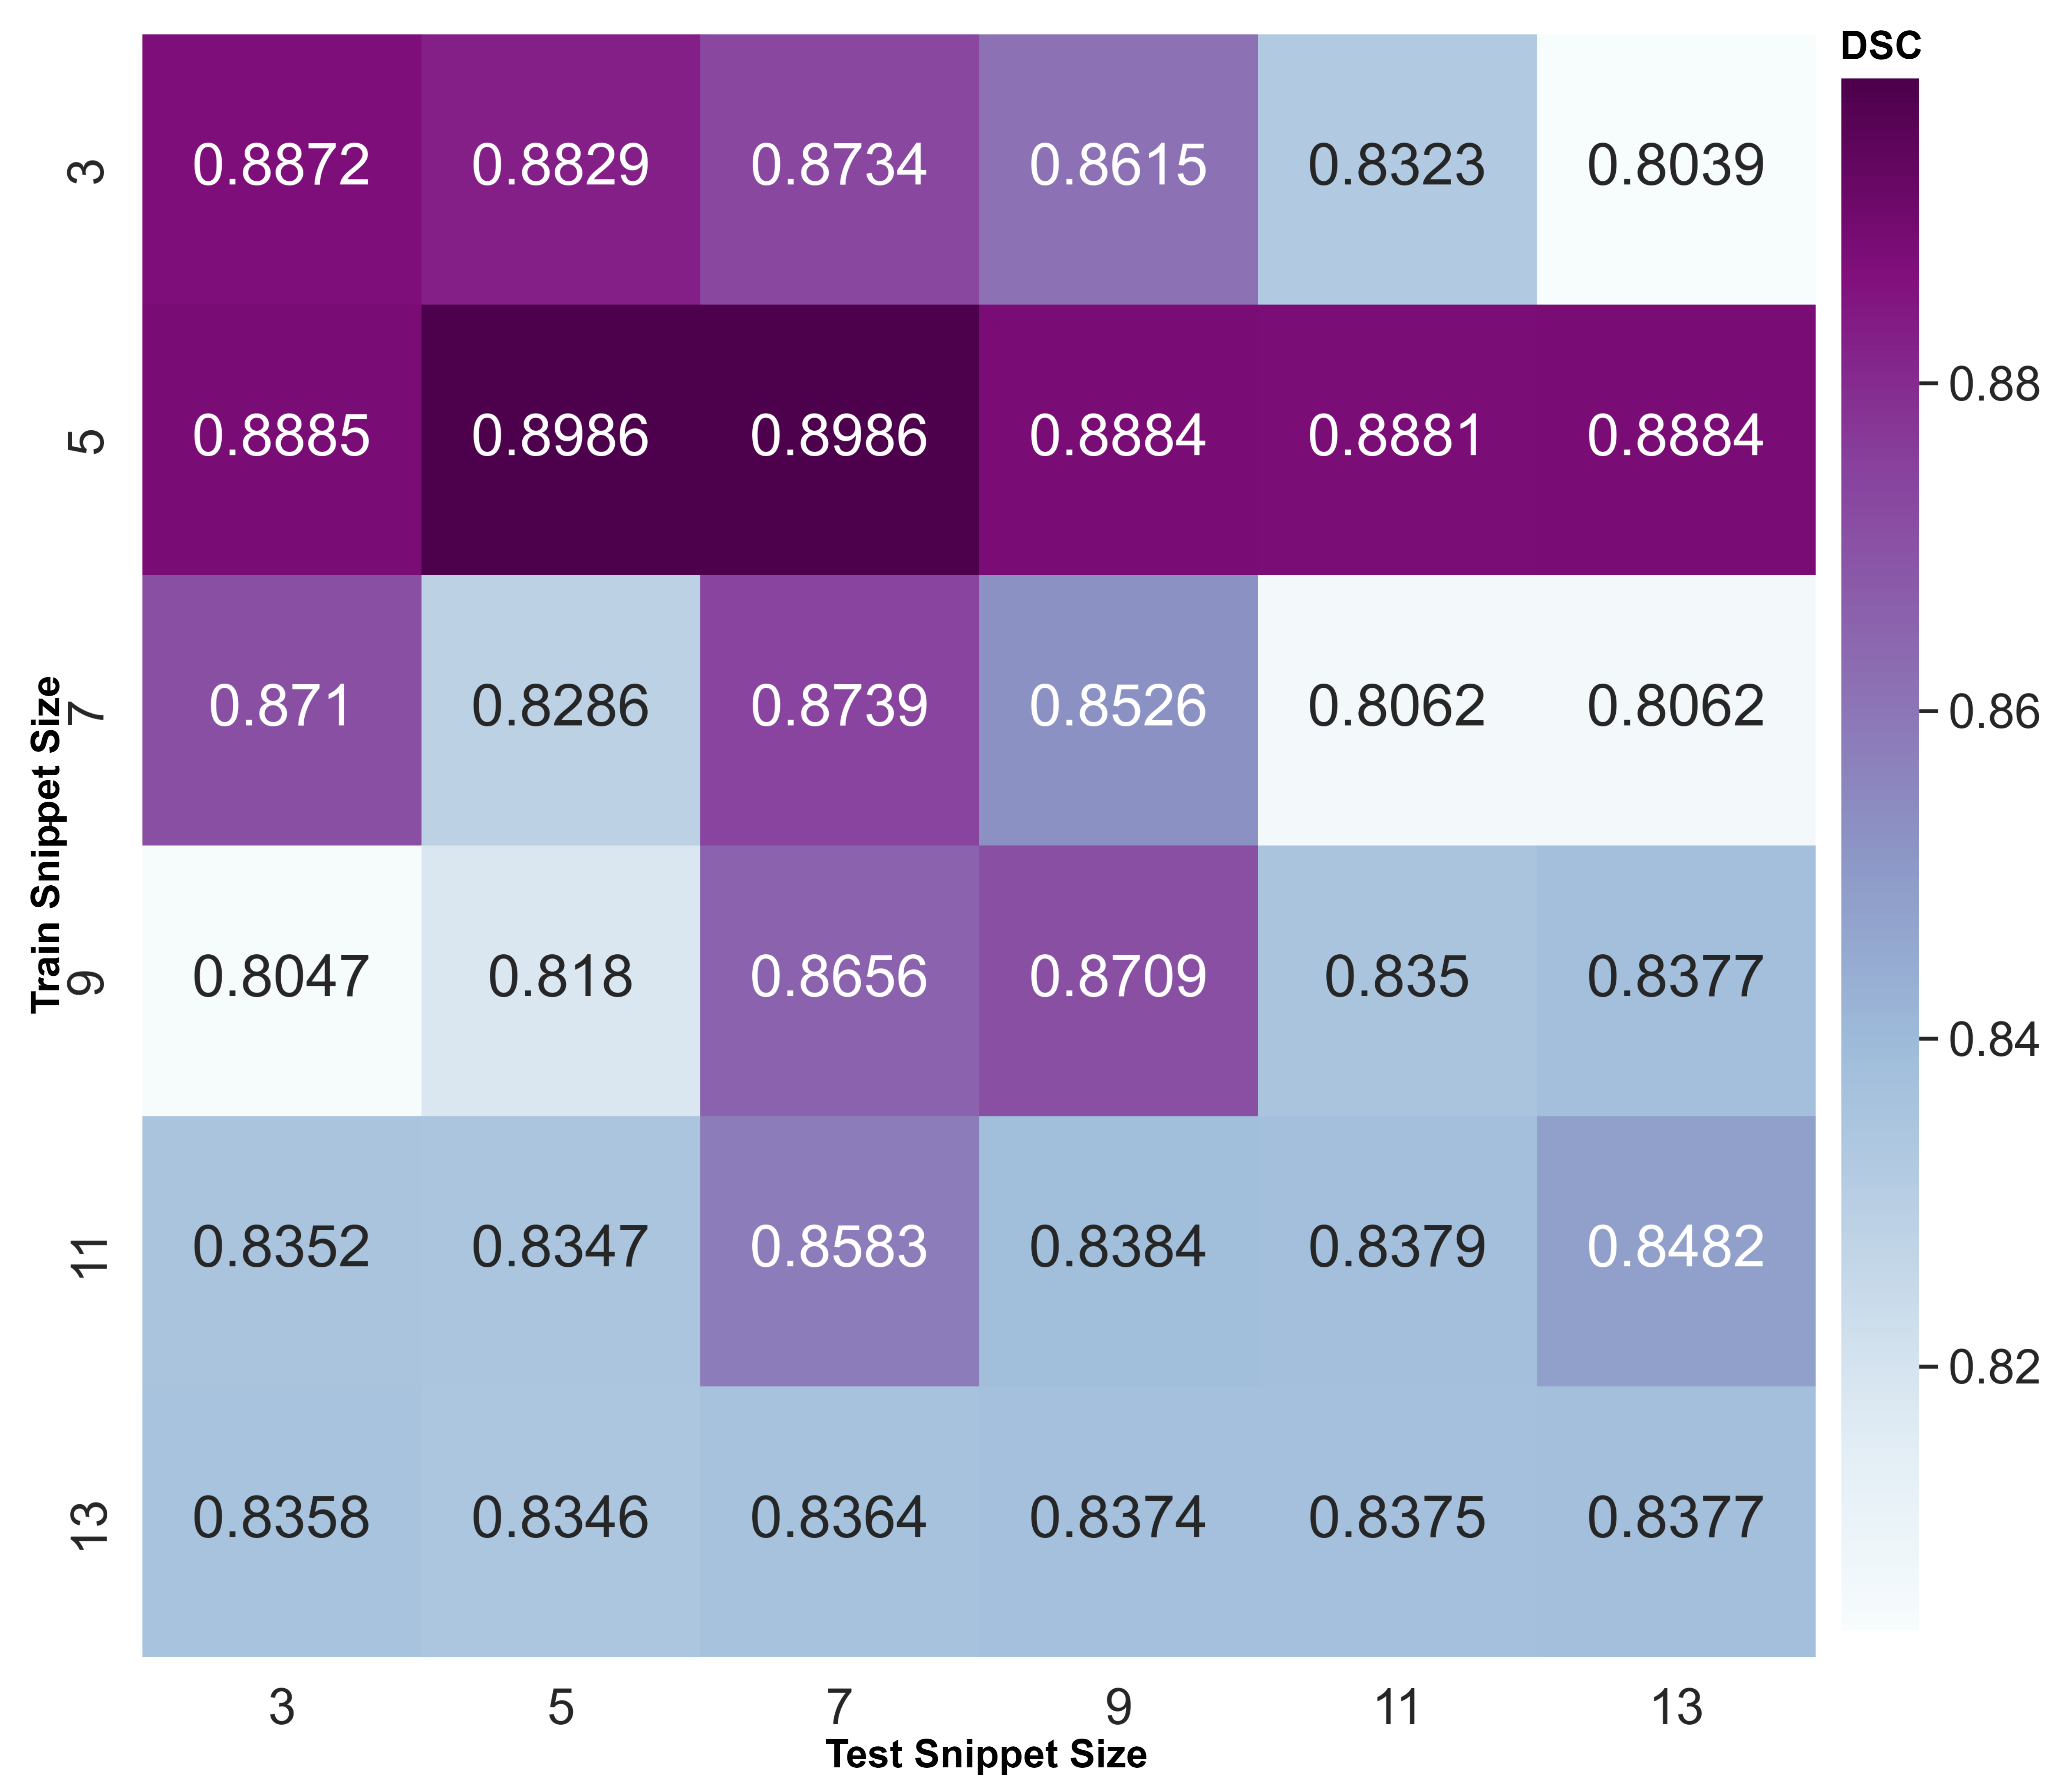 DSC
3 0.8872 0.8829 0.8734 0.8615 0.8323 0.8039
0.88
5 0.8885 0.8986 0.8986 0.8884 0.8881 0.8884
7 0.871 0.8286 0.8739 0.8526 0.8062 0.8062
0.86
Train Snippet Size
9 0.8047 0.818 0.8656 0.8709 0.835 0.8377
0.84
11 0.8352 0.8347 0.8583 0.8384 0.8379 0.8482
0.82
13 0.8358 0.8346 0.8364 0.8374 0.8375 0.8377
3 5 7 9 11 13
Test Snippet Size